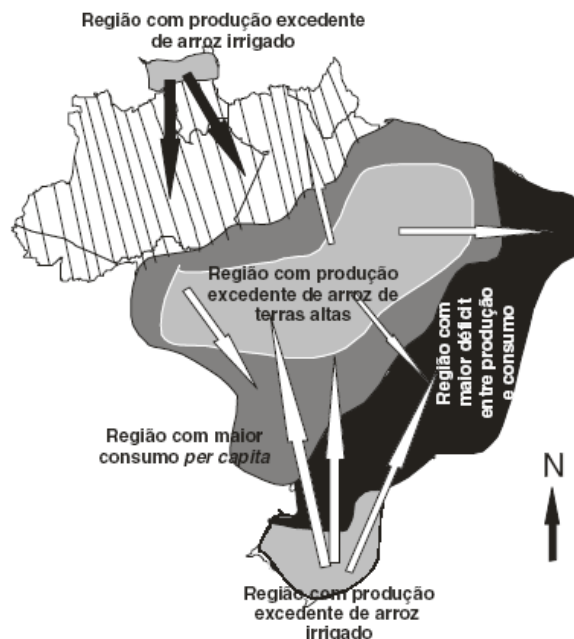 Região com produção excedente
de arroz irrigado
Região com produção
excedente de arroz de
terras altas
Região com
maior déficit
entre produção
e consumo
Região com maior
consumo per capita
N
Região com produção
excedente de arroz
irrigado